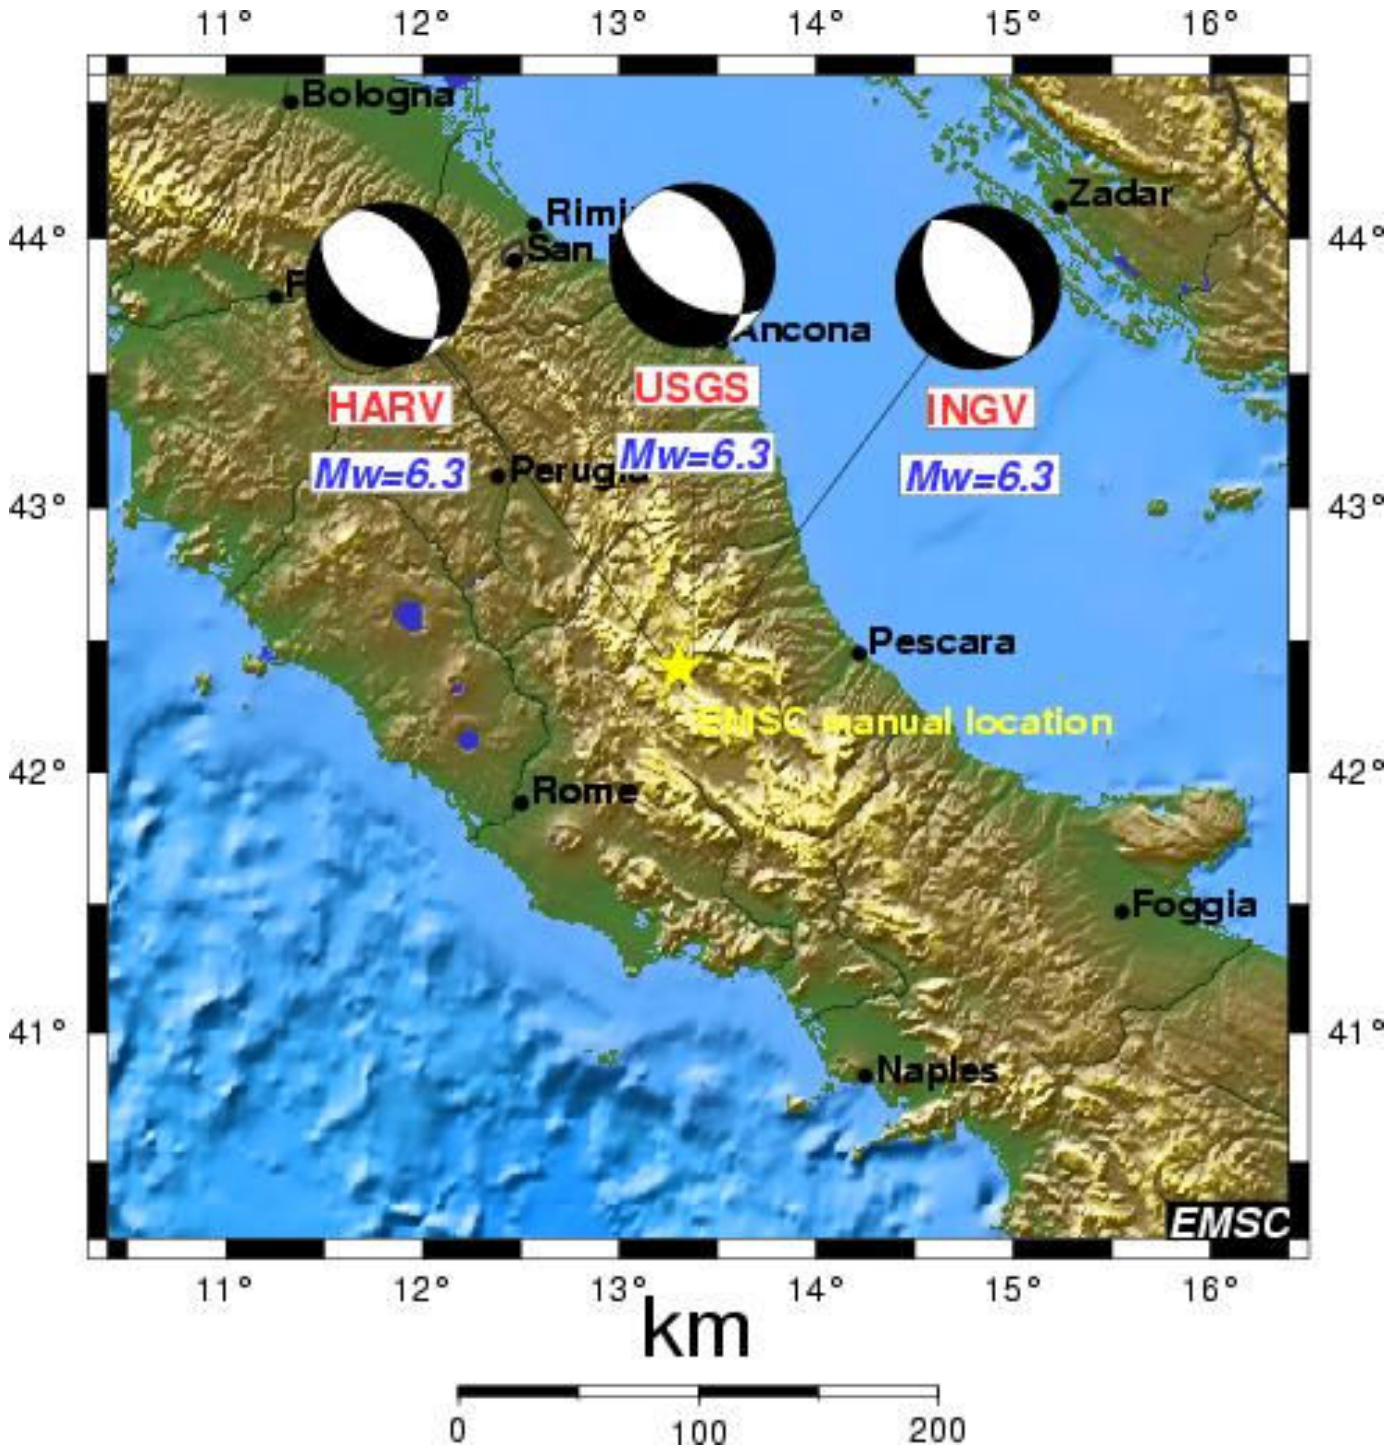 11° 12° 13° 14° 15° 16°
Bologna
Zadar
Rimi
San
44° 44°
F
Ancona
USGS
HARV
INGV
Mw=6.3
Mw=6.3
Mw=6.3
Perugia
43° 43°
Pescara
EMSC manual location
42° 42°
Rome
Foggia
41° 41°
Naples
EMSC
11° 12° 13° 14° 15° 16°
km
0 100 200